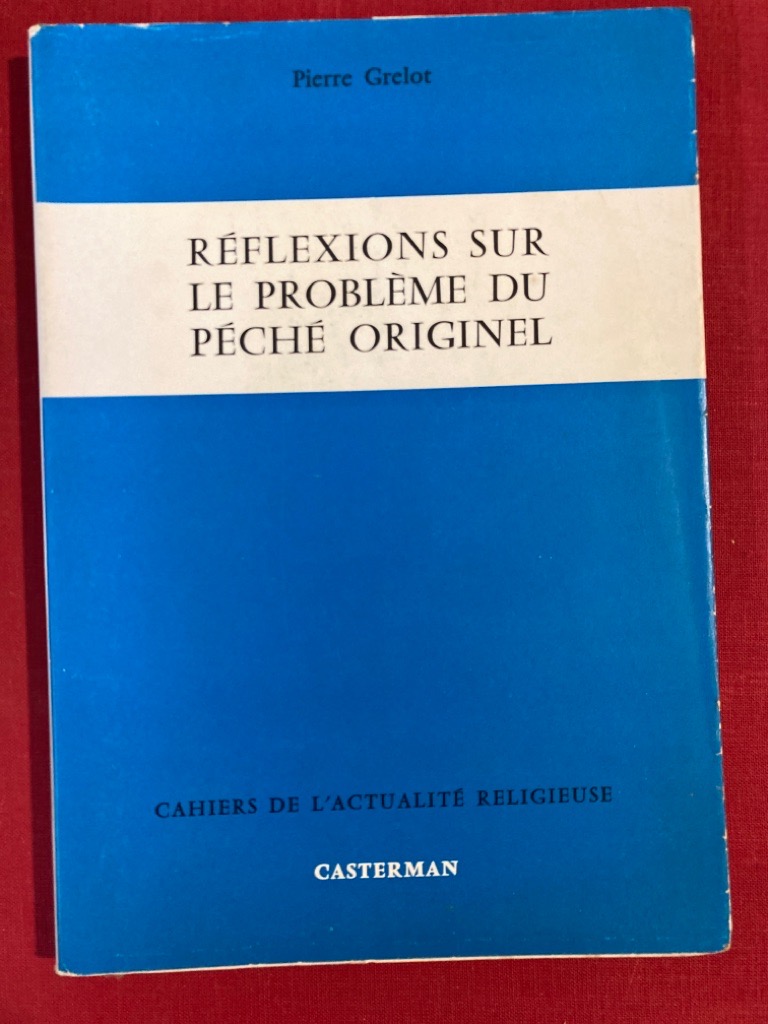 Pierre Grelot
RÉFLEXIONS SUR
LE PROBLÈME DU
PÉCHÉ ORIGINEL
CAHIERS DE L'ACTUALITÉ RELIGIEUSE
CASTERMAN